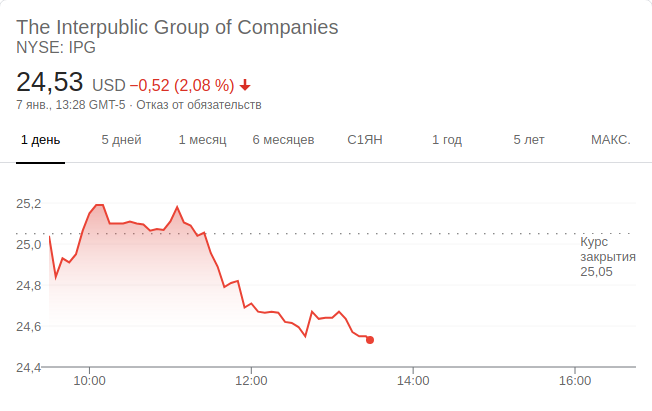 The Interpublic Group of Companies
NYSE: IPG
24,53 USD −0,52 (2,08 %)
7 янв., 13:28 GMT-5 · Отказ от обязательств
1 день 5 дней 1 месяц 6 месяцев С1ЯН 1 год 5 лет МАКС.
25,2
25,0
24,8
24,6
24,4
Курс
закрытия
25,05
10:00 12:00 14:00 16:00